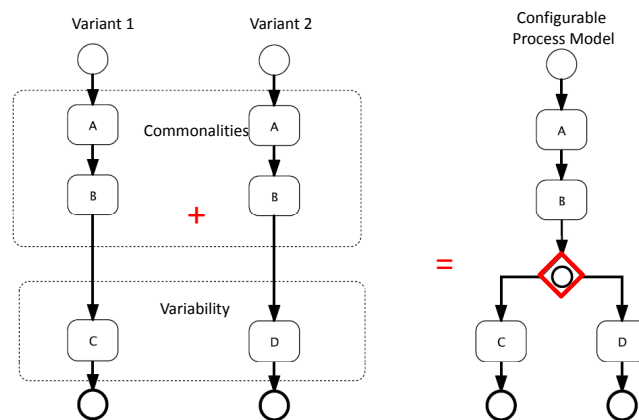 Variant 1
Variant 2
Configurable
Process Model
A
Commonalities
A
A
B
+
B
B
=
Variability
C
D
C
D